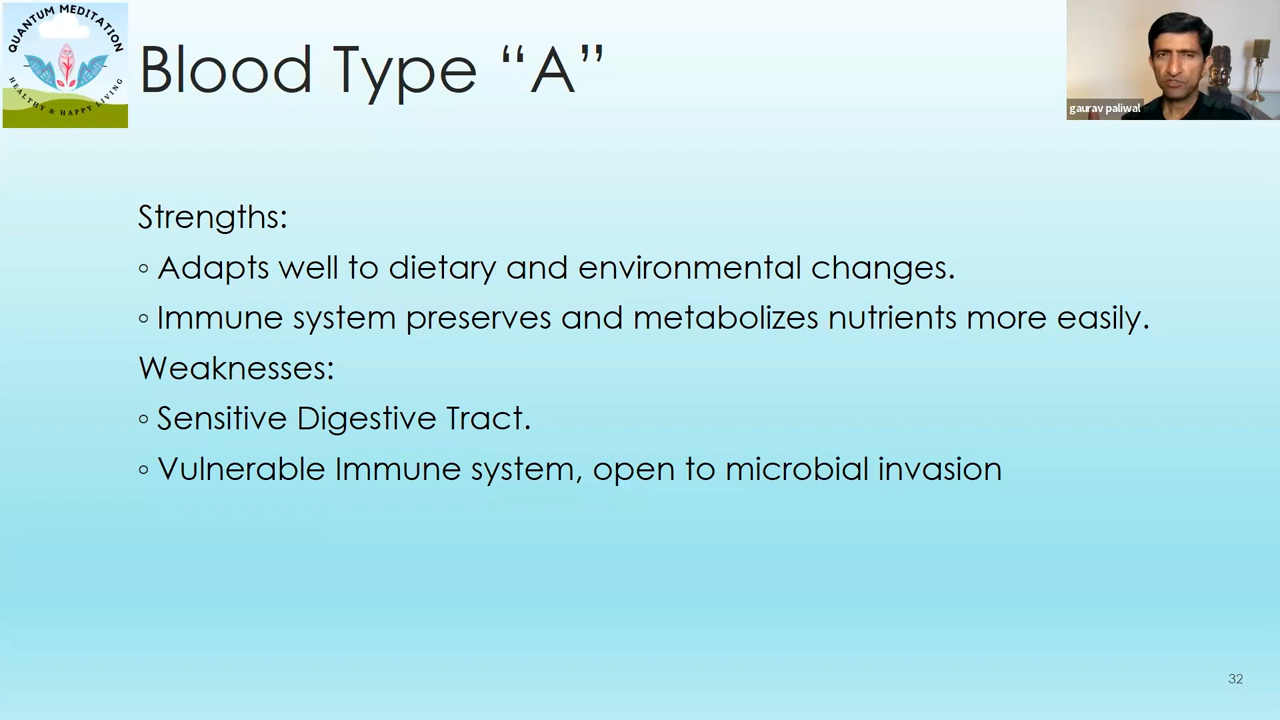 QUANTUM MEDITATION
HEALTHY & HAPPY LIVING
Blood Type “A”
gaurav paliwal
Strengths:
◦ Adapts well to dietary and environmental changes.
◦ Immune system preserves and metabolizes nutrients more easily.
Weaknesses:
◦ Sensitive Digestive Tract.
◦ Vulnerable Immune system, open to microbial invasion
32